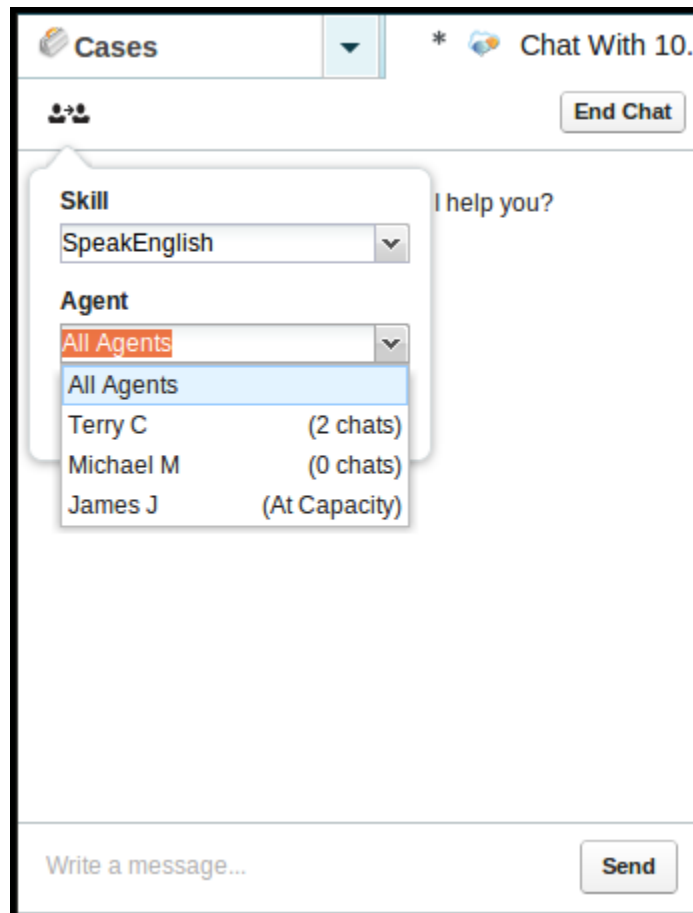 Cases
* Chat With 10.
End Chat
Skill
I help you?
SpeakEnglish
Agent
All Agents
All Agents
Terry C (2 chats)
Michael M (0 chats)
James J (At Capacity)
Write a message...
Send